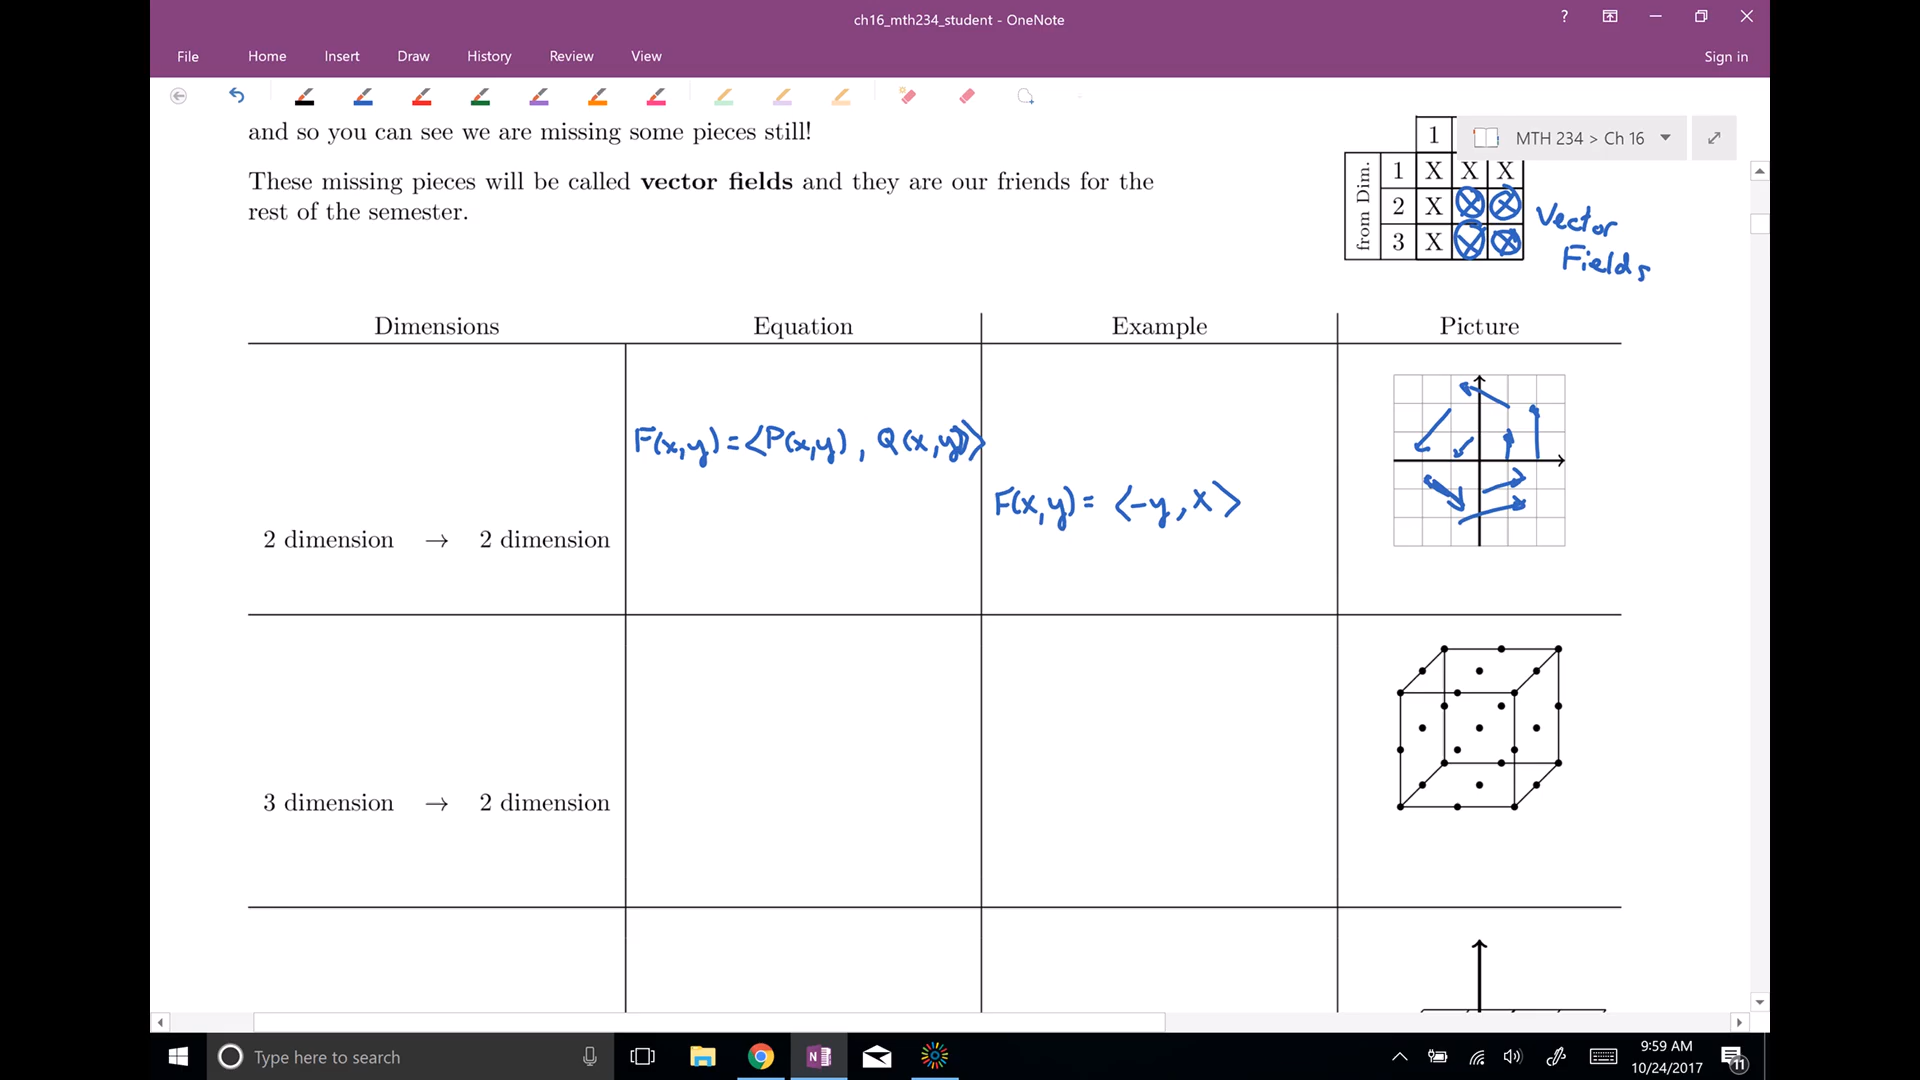 ch16_mth234_student - OneNote
?
File Home Insert Draw History Review View Sign in
and so you can see we are missing some pieces still!
MTH 234 > Ch 16
These missing pieces will be called vector fields and they are our friends for the
rest of the semester.
1
from Dim.
1 X X X
2 X X X
3 X X X
Vector
Fields
Dimensions Equation Example Picture
F(x,y) = <P(x,y), Q(x,y)>
F(x,y) = <-y, x>
2 dimension → 2 dimension
3 dimension → 2 dimension
Type here to search
9:59 AM
10/24/2017
11